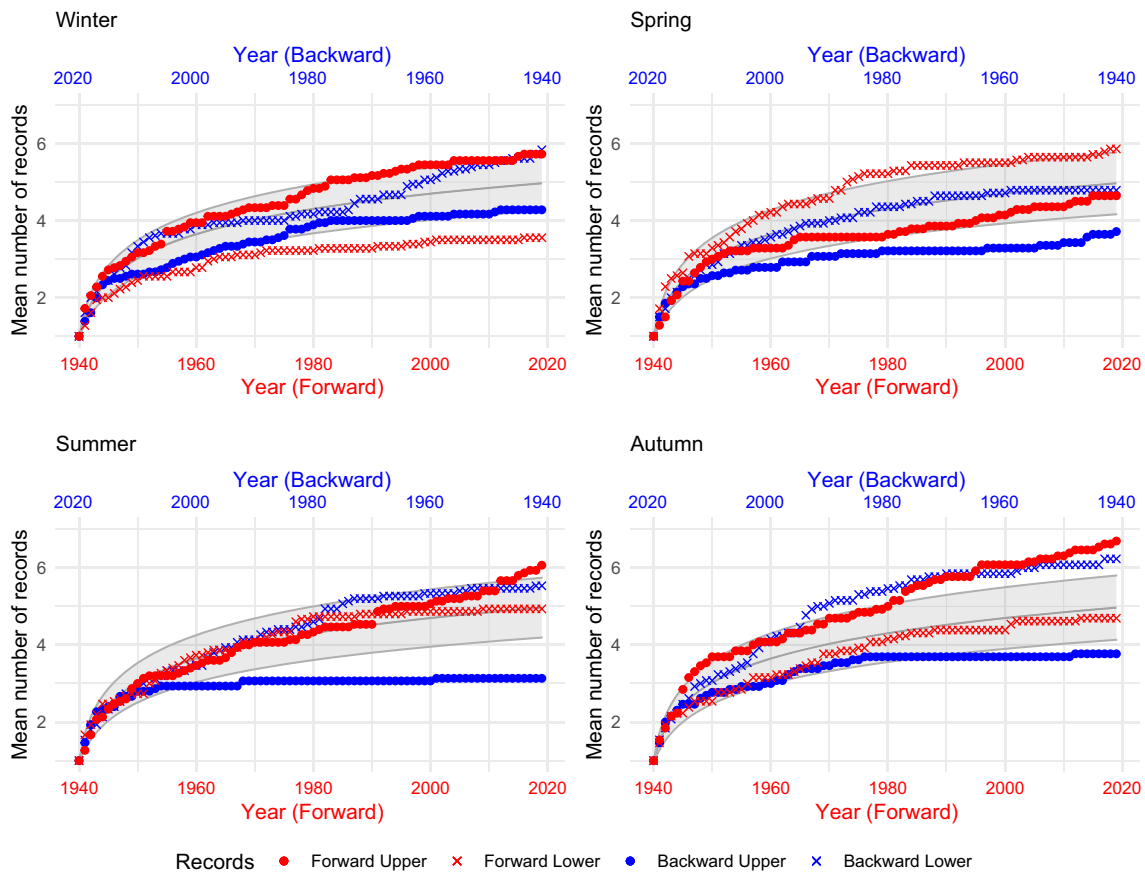 Winter
Year (Backward)
2020 2000 1980 1960 1940
Mean number of records
6
4
2
1940 1960 1980 2000 2020
Year (Forward)
Spring
Year (Backward)
2020 2000 1980 1960 1940
Mean number of records
6
4
2
1940 1960 1980 2000 2020
Year (Forward)
Summer
Year (Backward)
2020 2000 1980 1960 1940
Mean number of records
6
4
2
1940 1960 1980 2000 2020
Year (Forward)
Autumn
Year (Backward)
2020 2000 1980 1960 1940
Mean number of records
6
4
2
1940 1960 1980 2000 2020
Year (Forward)
Records Forward Upper Forward Lower Backward Upper Backward Lower